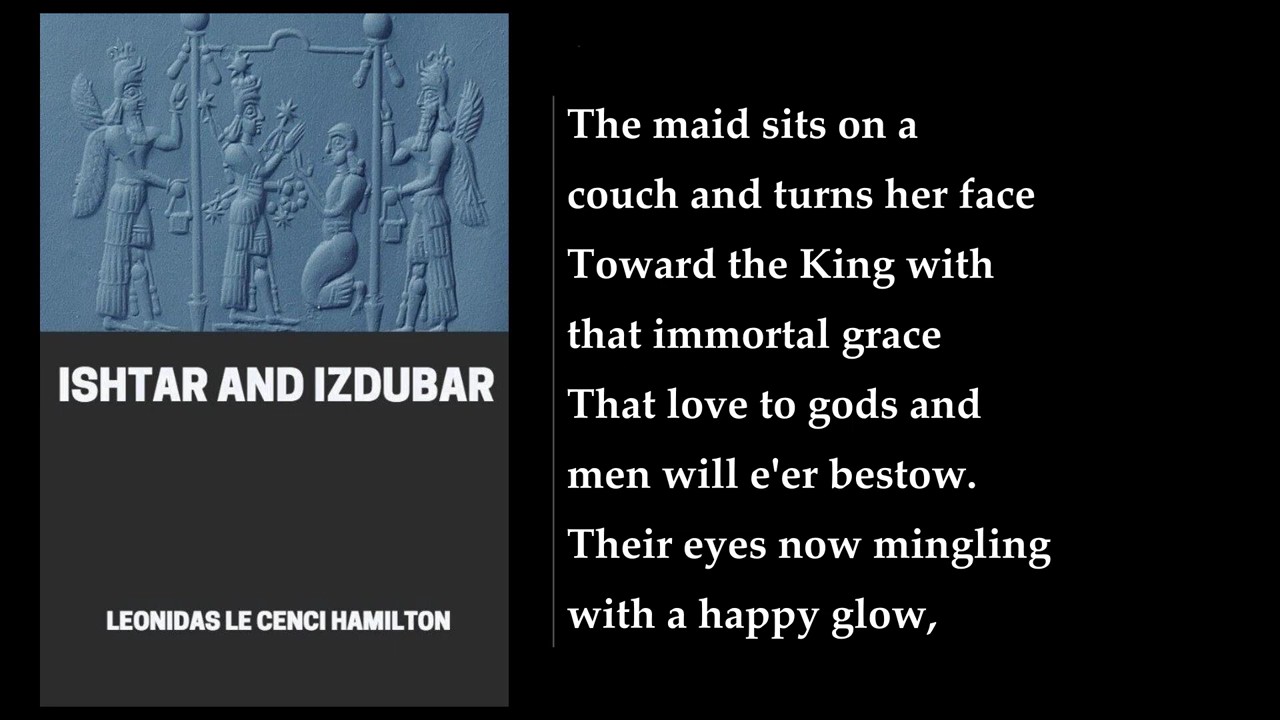 ISHTAR AND IZDUBAR
LEONIDAS LE CENCI HAMILTON
The maid sits on a
couch and turns her face
Toward the King with
that immortal grace
That love to gods and
men will e'er bestow.
Their eyes now mingling
with a happy glow,